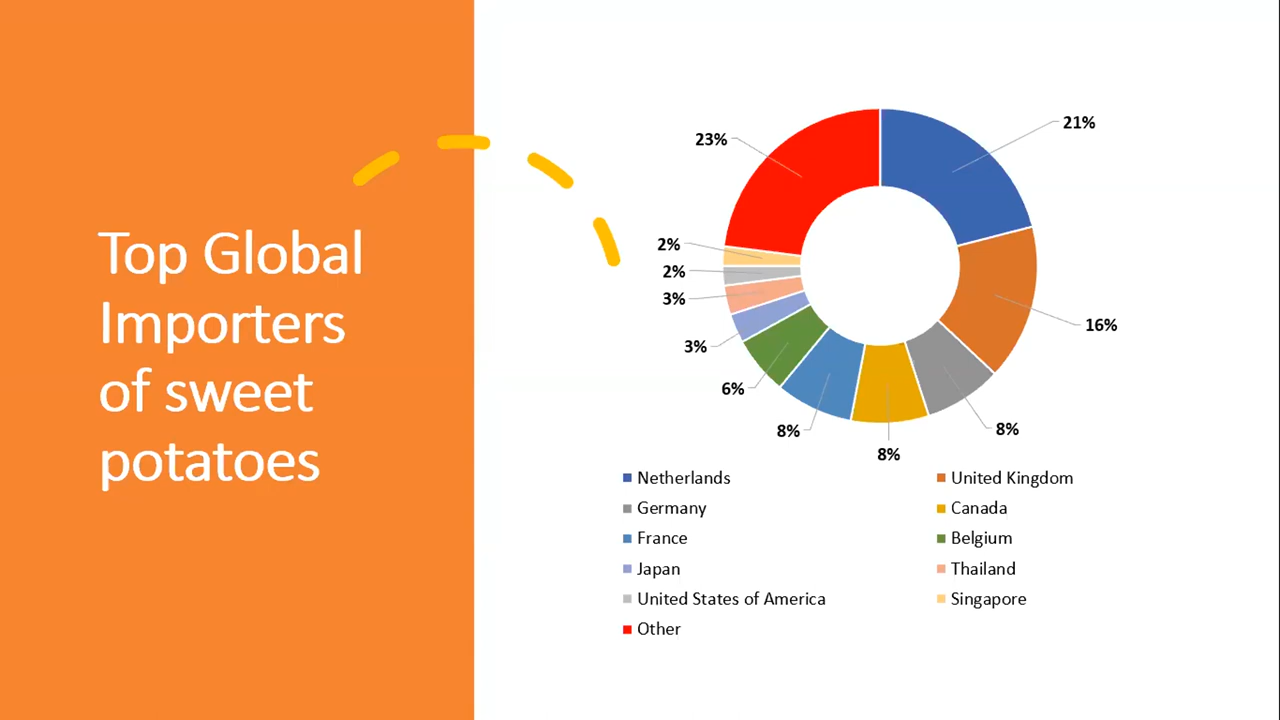 Top Global
Importers
of sweet
potatoes
21%
16%
8%
8%
8%
6%
3%
3%
2%
2%
23%
Netherlands
United Kingdom
Germany
Canada
France
Belgium
Japan
Thailand
United States of America
Singapore
Other